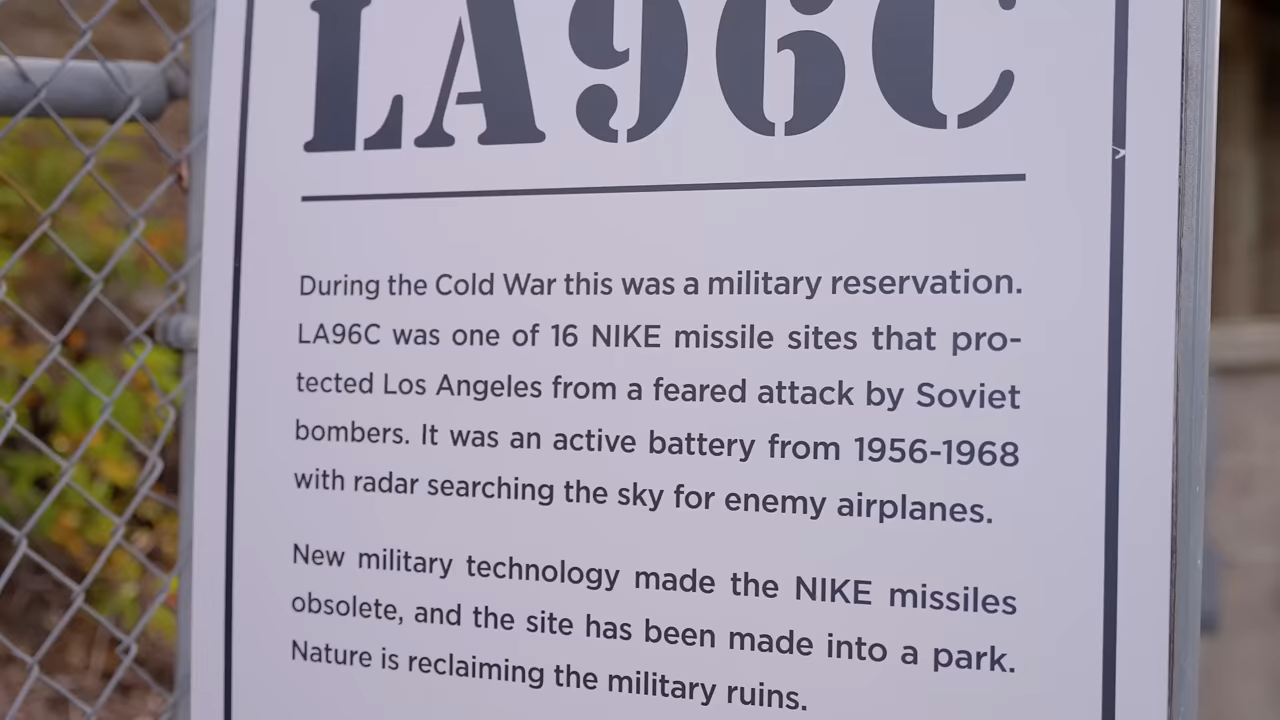 LA96C
During the Cold War this was a military reservation.
LA96C was one of 16 NIKE missile sites that pro-
tected Los Angeles from a feared attack by Soviet
bombers. It was an active battery from 1956-1968
with radar searching the sky for enemy airplanes.
New military technology made the NIKE missiles
obsolete, and the site has been made into a park.
Nature is reclaiming the military ruins.